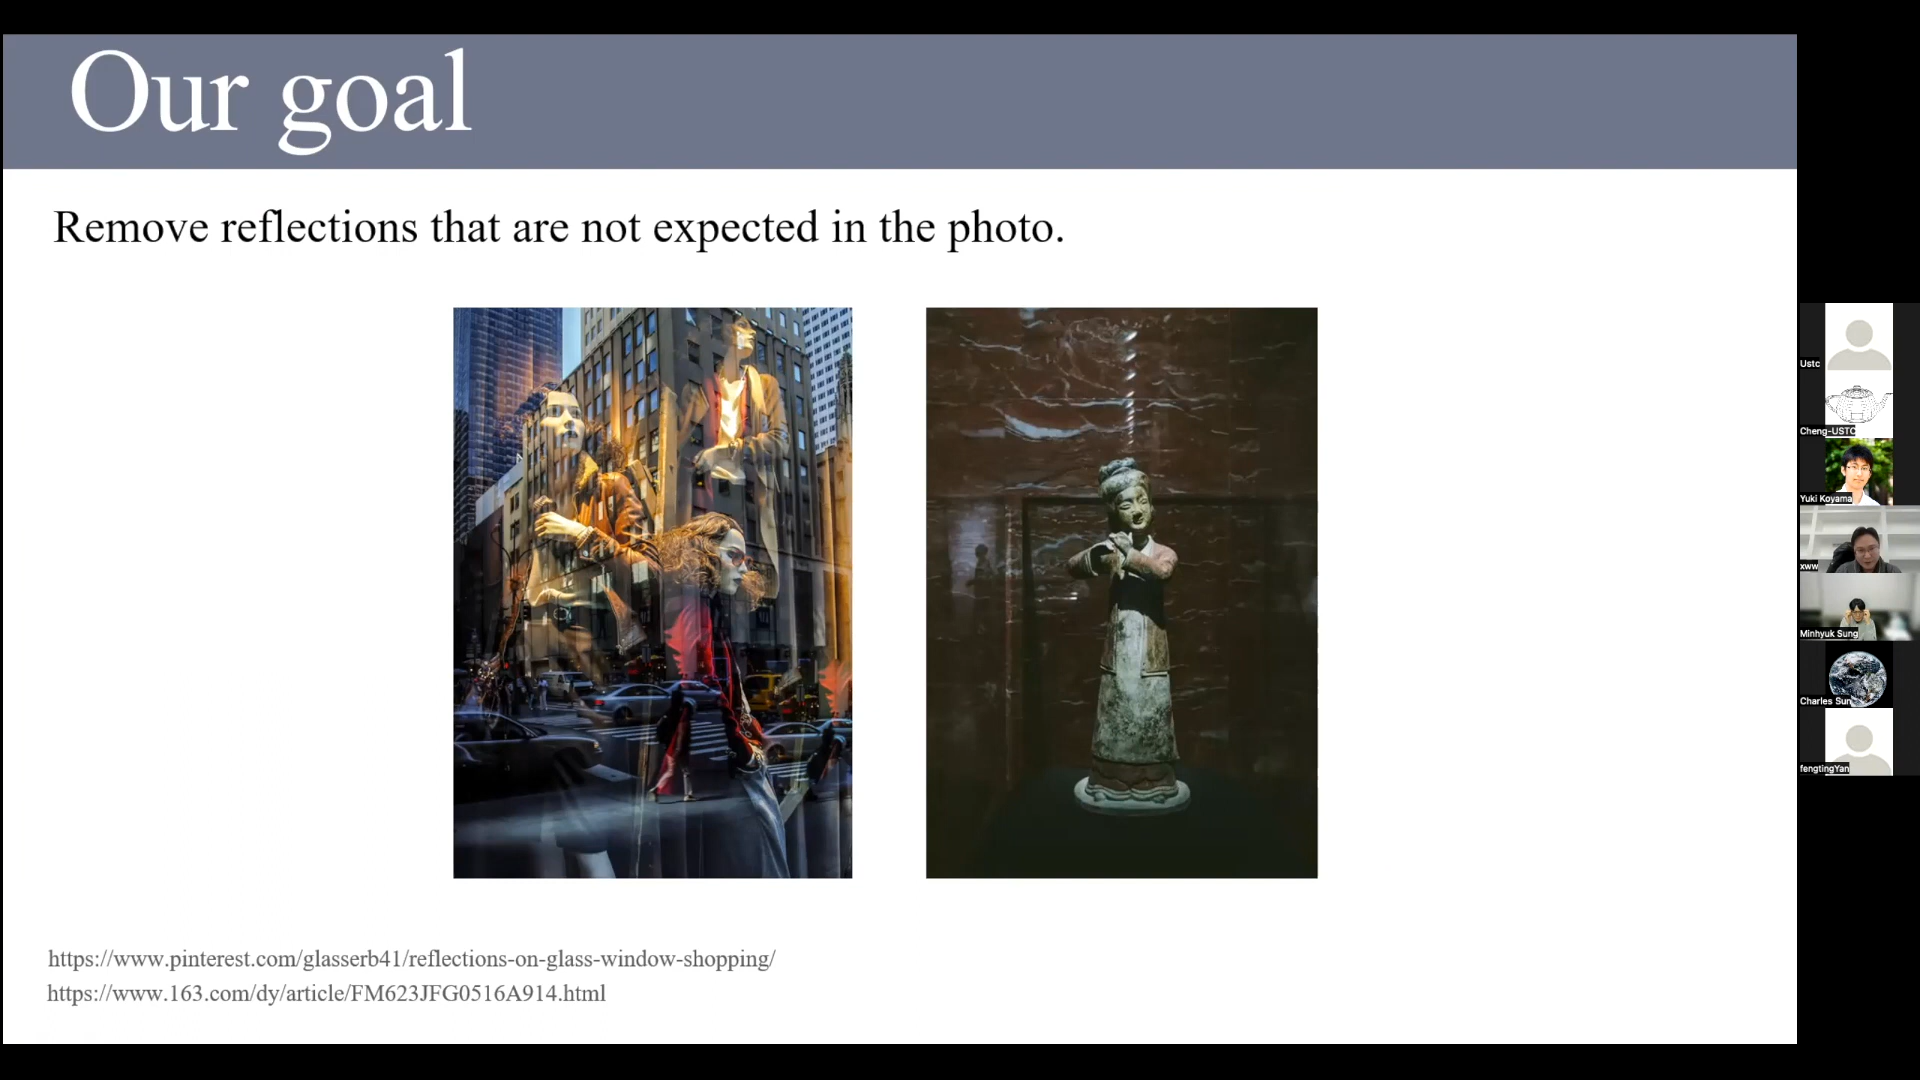 Our goal
Remove reflections that are not expected in the photo.
https://www.pinterest.com/glasserb41/reflections-on-glass-window-shopping/
https://www.163.com/dy/article/FM623JFG0516A914.html
Ustc
Cheng-USTC
Yuki Koyama
xww
Minhyuk Sung
Charles Sun
fengtingYan